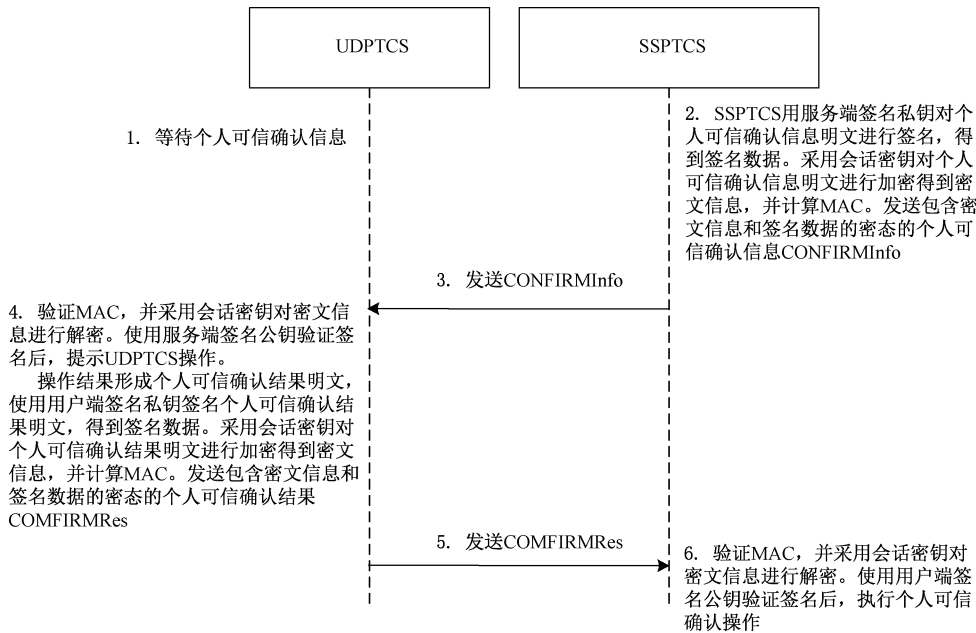 UDPTCS
SSPTCS
1. 等待个人可信确认信息
2. SSPTCS用服务端签名私钥对个
人可信确认信息明文进行签名，得
到签名数据。采用会话密钥对个人
可信确认信息明文进行加密得到密
文信息，并计算MAC。发送包含密
文信息和签名数据的密态的个人可
信确认信息CONFIRMInfo
3. 发送CONFIRMInfo
4. 验证MAC，并采用会话密钥对密文信
息进行解密。使用服务端签名公钥验证签
名后，提示UDPTCS操作。
操作结果形成个人可信确认结果明文，
使用用户端签名私钥签名个人可信确认结
果明文，得到签名数据。采用会话密钥对
个人可信确认结果明文进行加密得到密文
信息，并计算MAC。发送包含密文信息和
签名数据的密态的个人可信确认结果
COMFIRMRes
5. 发送COMFIRMRes
6. 验证MAC，并采用会话密钥对
密文信息进行解密。使用用户端签
名公钥验证签名后，执行个人可信
确认操作